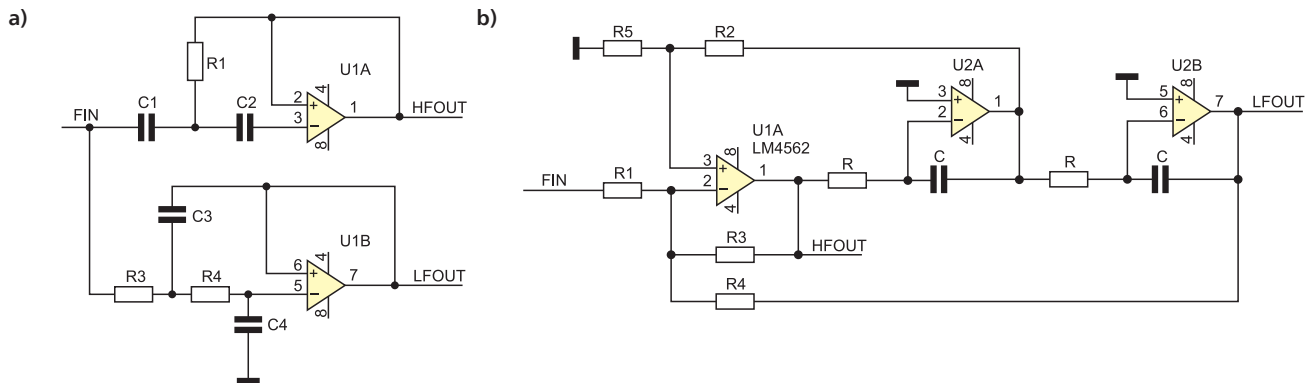 a)
R1
U1A
4
2
+
1
HFOUT
FIN
C1
C2
3
−
8
C3
U1B
4
6
+
7
LFOUT
R3
R4
5
−
8
C4
b)
R5
R2
U2A
8
3
+
1
2
−
4
U2B
8
5
+
7
LFOUT
6
−
4
U1A
LM4562
8
3
+
1
2
−
4
FIN
R1
R
C
R
C
R3
HFOUT
R4